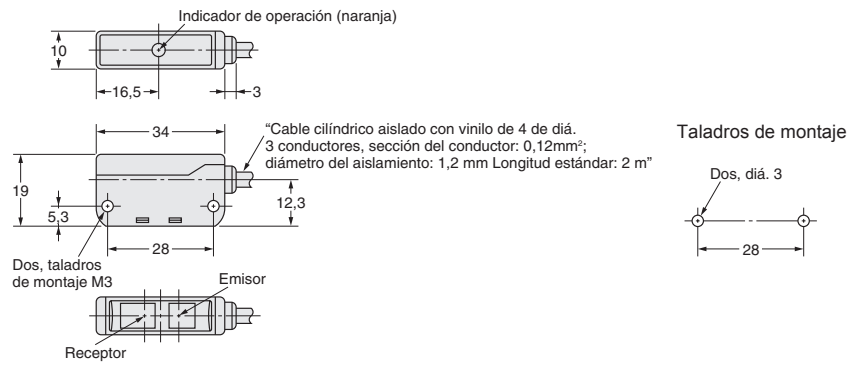 Indicador de operación (naranja)
10
16,5
3
34
“Cable cilíndrico aislado con vinilo de 4 de diá.
3 conductores, sección del conductor: 0,12mm²;
diámetro del aislamiento: 1,2 mm Longitud estándar: 2 m”
19
5,3
12,3
28
Dos, taladros
de montaje M3
Emisor
Receptor
Taladros de montaje
Dos, diá. 3
28